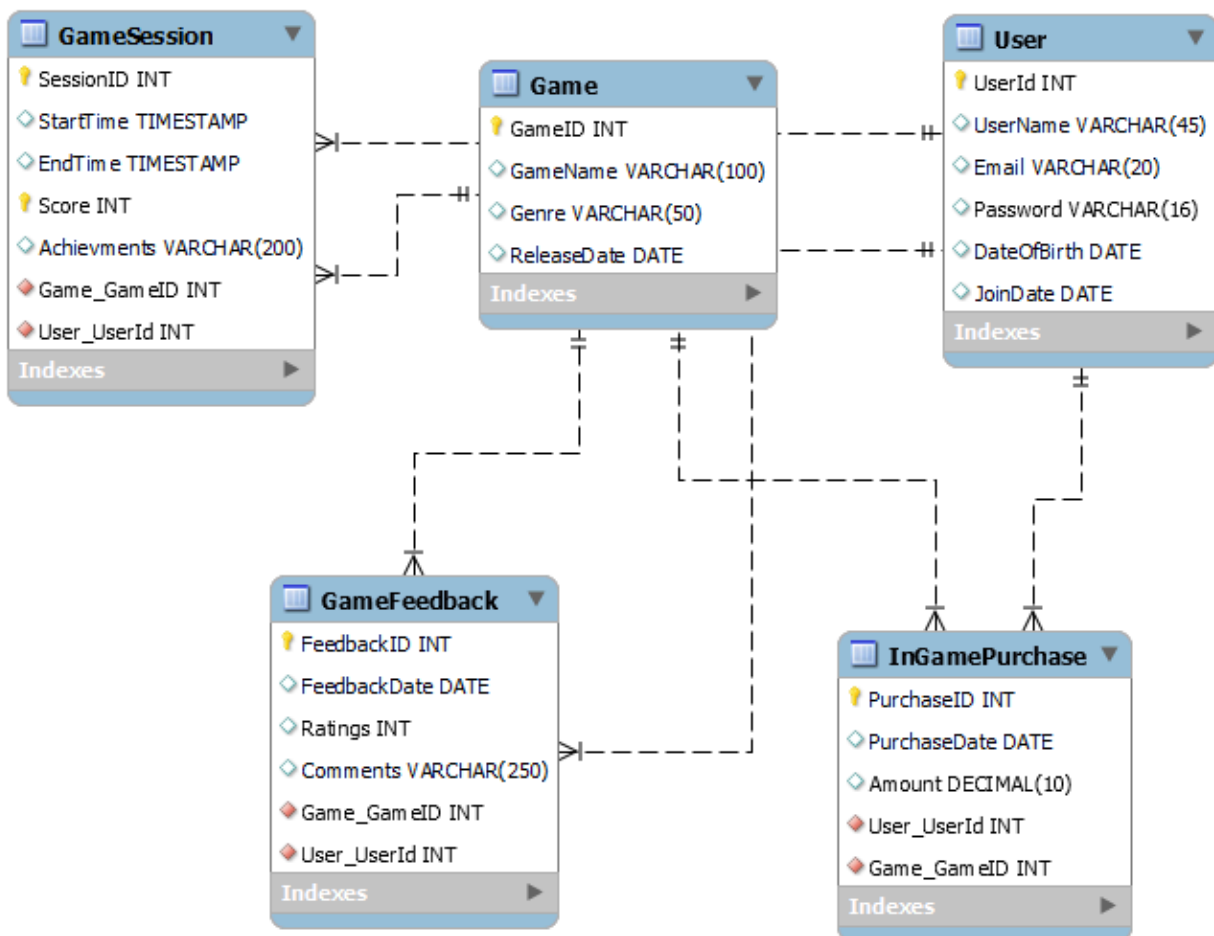 GameSession
SessionID INT
StartTime TIMESTAMP
EndTime TIMESTAMP
Score INT
Achievments VARCHAR(200)
Game_GameID INT
User_UserId INT
Indexes
Game
GameID INT
GameName VARCHAR(100)
Genre VARCHAR(50)
ReleaseDate DATE
Indexes
User
UserId INT
UserName VARCHAR(45)
Email VARCHAR(20)
Password VARCHAR(16)
DateOfBirth DATE
JoinDate DATE
Indexes
GameFeedback
FeedbackID INT
FeedbackDate DATE
Ratings INT
Comments VARCHAR(250)
Game_GameID INT
User_UserId INT
Indexes
InGamePurchase
PurchaseID INT
PurchaseDate DATE
Amount DECIMAL(10)
User_UserId INT
Game_GameID INT
Indexes